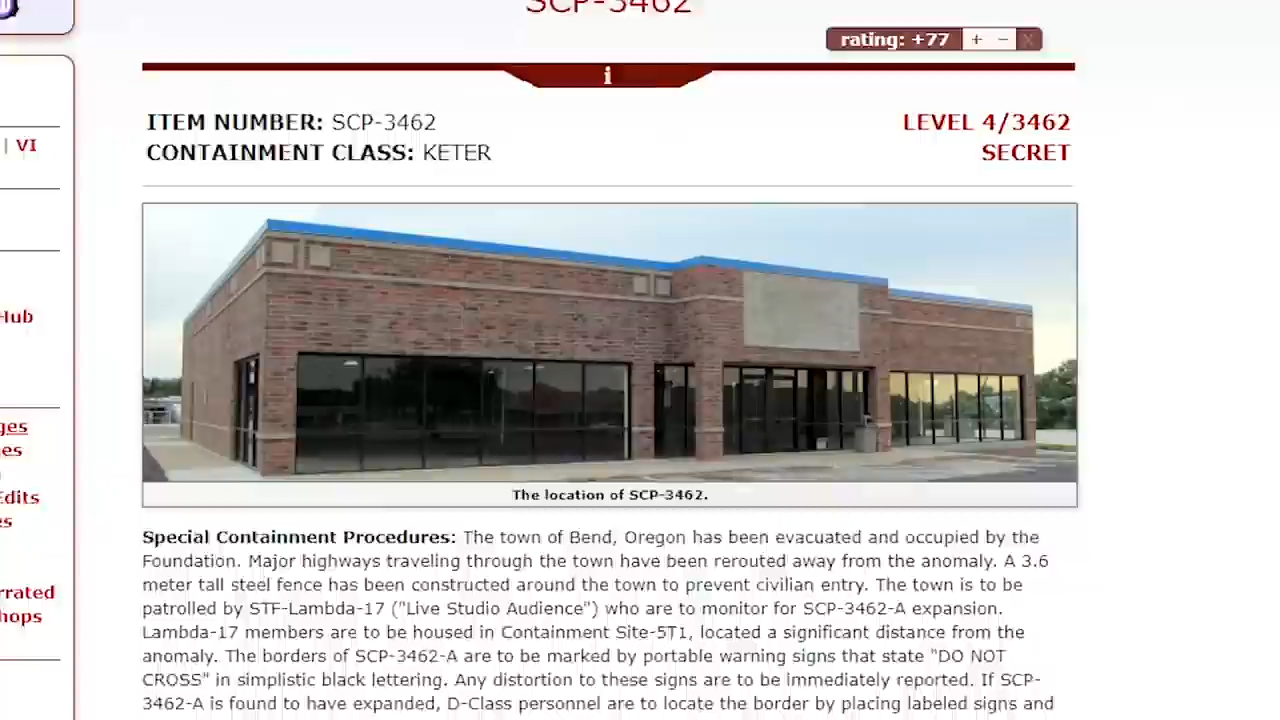 SCP-3462
rating: +77 + − X
i
ITEM NUMBER: SCP-3462
LEVEL 4/3462
CONTAINMENT CLASS: KETER
SECRET
| VI
Hub
Edits
The location of SCP-3462.
Special Containment Procedures: The town of Bend, Oregon has been evacuated and occupied by the
Foundation. Major highways traveling through the town have been rerouted away from the anomaly. A 3.6
meter tall steel fence has been constructed around the town to prevent civilian entry. The town is to be
patrolled by STF-Lambda-17 ("Live Studio Audience") who are to monitor for SCP-3462-A expansion.
Lambda-17 members are to be housed in Containment Site-5T1, located a significant distance from the
anomaly. The borders of SCP-3462-A are to be marked by portable warning signs that state "DO NOT
CROSS" in simplistic black lettering. Any distortion to these signs are to be immediately reported. If SCP-
3462-A is found to have expanded, D-Class personnel are to locate the border by placing labeled signs and